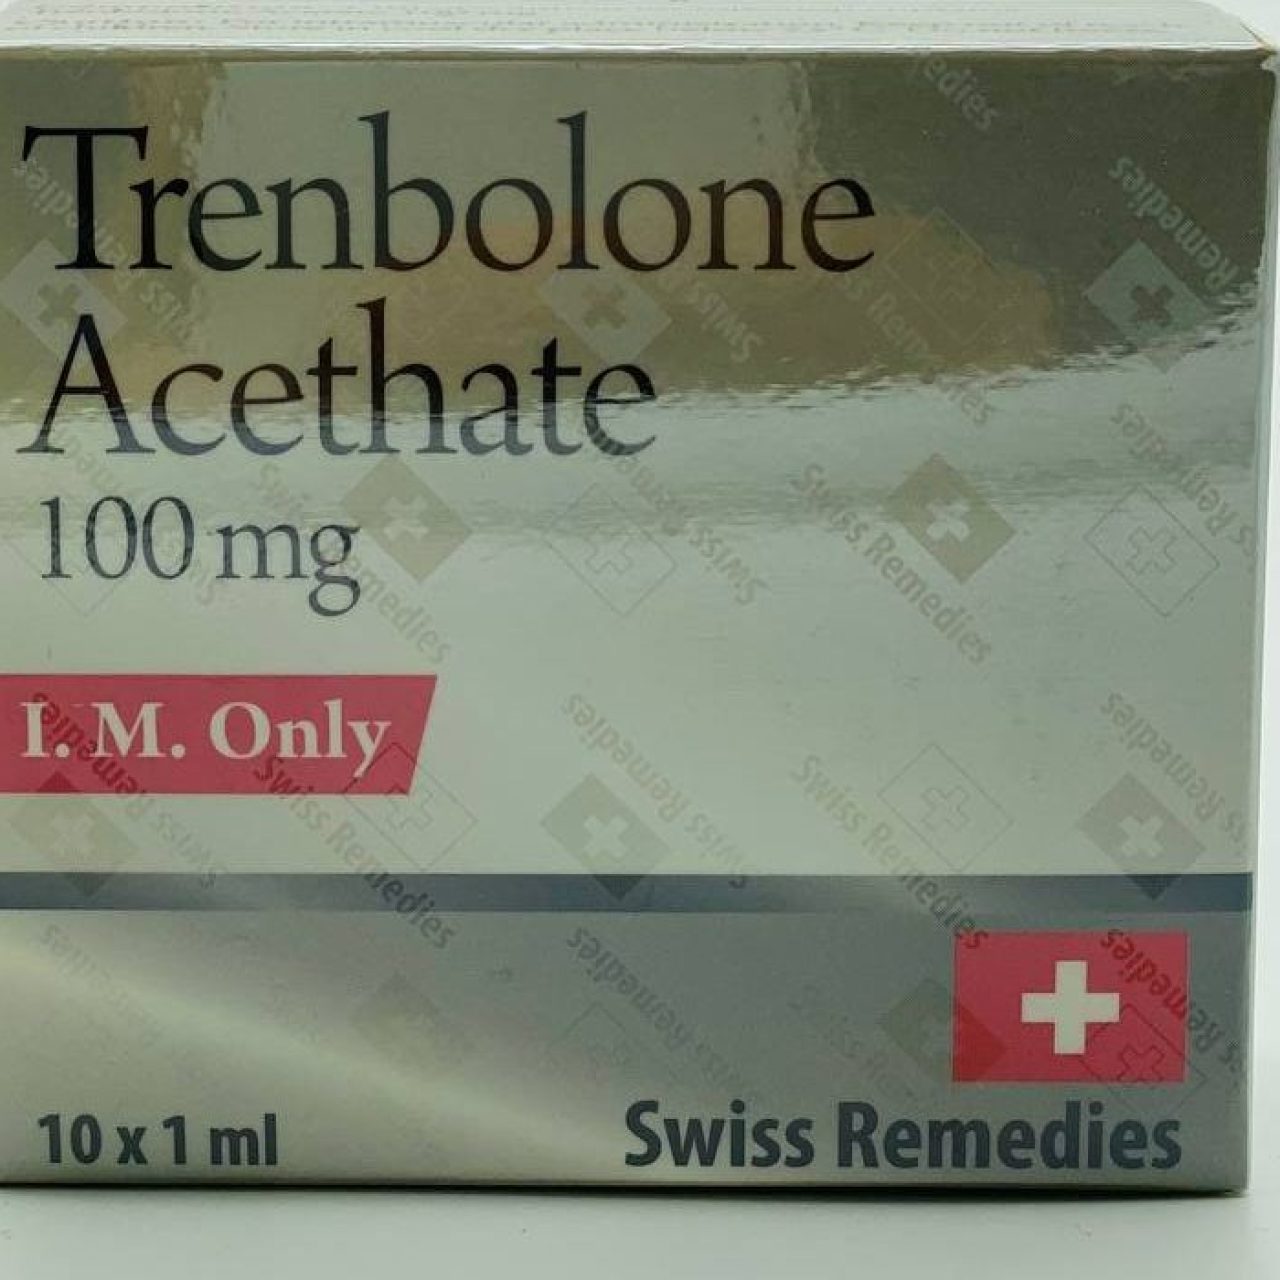 Trenbolone
Acethate
100 mg
I. M. Only
10 x 1 ml
Swiss Remedies